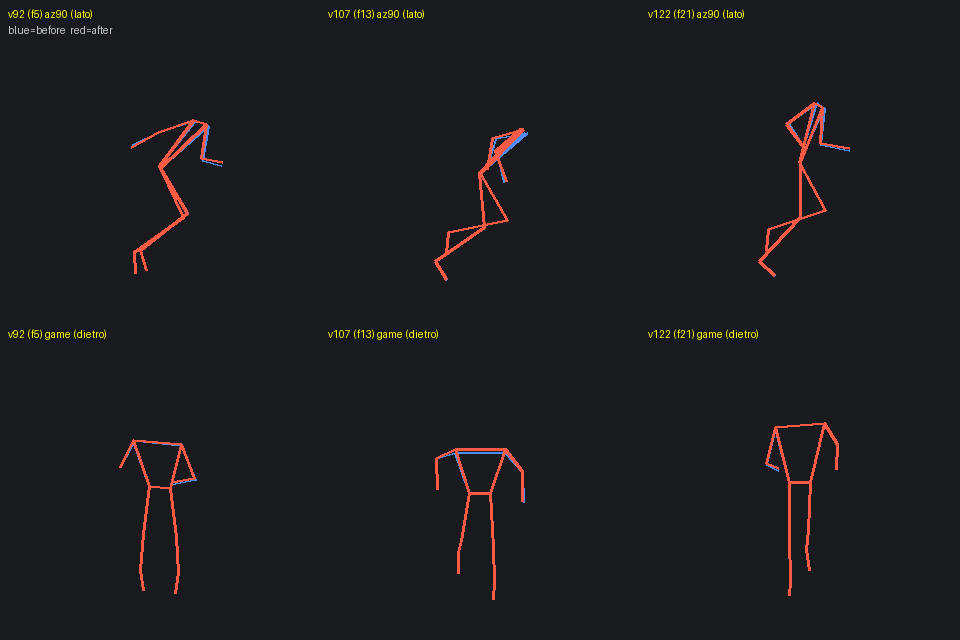 v92 (f5) az90 (lato)
blue=before red=after
v107 (f13) az90 (lato)
v122 (f21) az90 (lato)
v92 (f5) game (dietro)
v107 (f13) game (dietro)
v122 (f21) game (dietro)